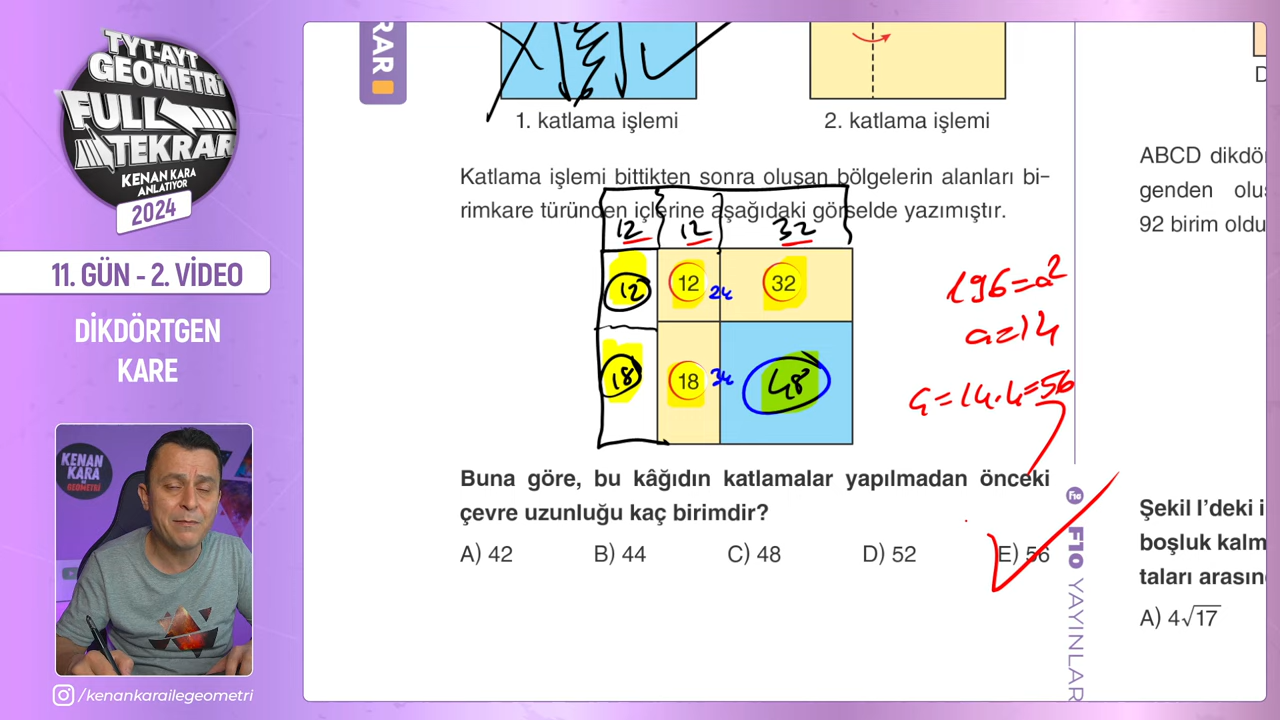 TYT-AYT
GEOMETRİ
FULL
TEKRAR
KENAN KARA
ANLATIYOR
2024
11. GÜN - 2. VİDEO
DİKDÖRTGEN
KARE
KENAN
KARA
GEOMETRİ
/kenankarailegeometri
RAR
1. katlama işlemi
2. katlama işlemi
Katlama işlemi bittikten sonra oluşan bölgelerin alanları bi-
rimkare türünden içlerine aşağıdaki görselde yazımıştır.
12 12 32
12 12 24 32
18 18 34 48
196=a²
a=14
Ç=14.4=56
Buna göre, bu kâğıdın katlamalar yapılmadan önceki
çevre uzunluğu kaç birimdir?
A) 42 B) 44 C) 48 D) 52 E) 56
F10
F10 YAYINLAR
D
ABCD dikdö
genden olu
92 birim oldu
Şekil I’deki i
boşluk kalm
taları arasın
A) 4√17